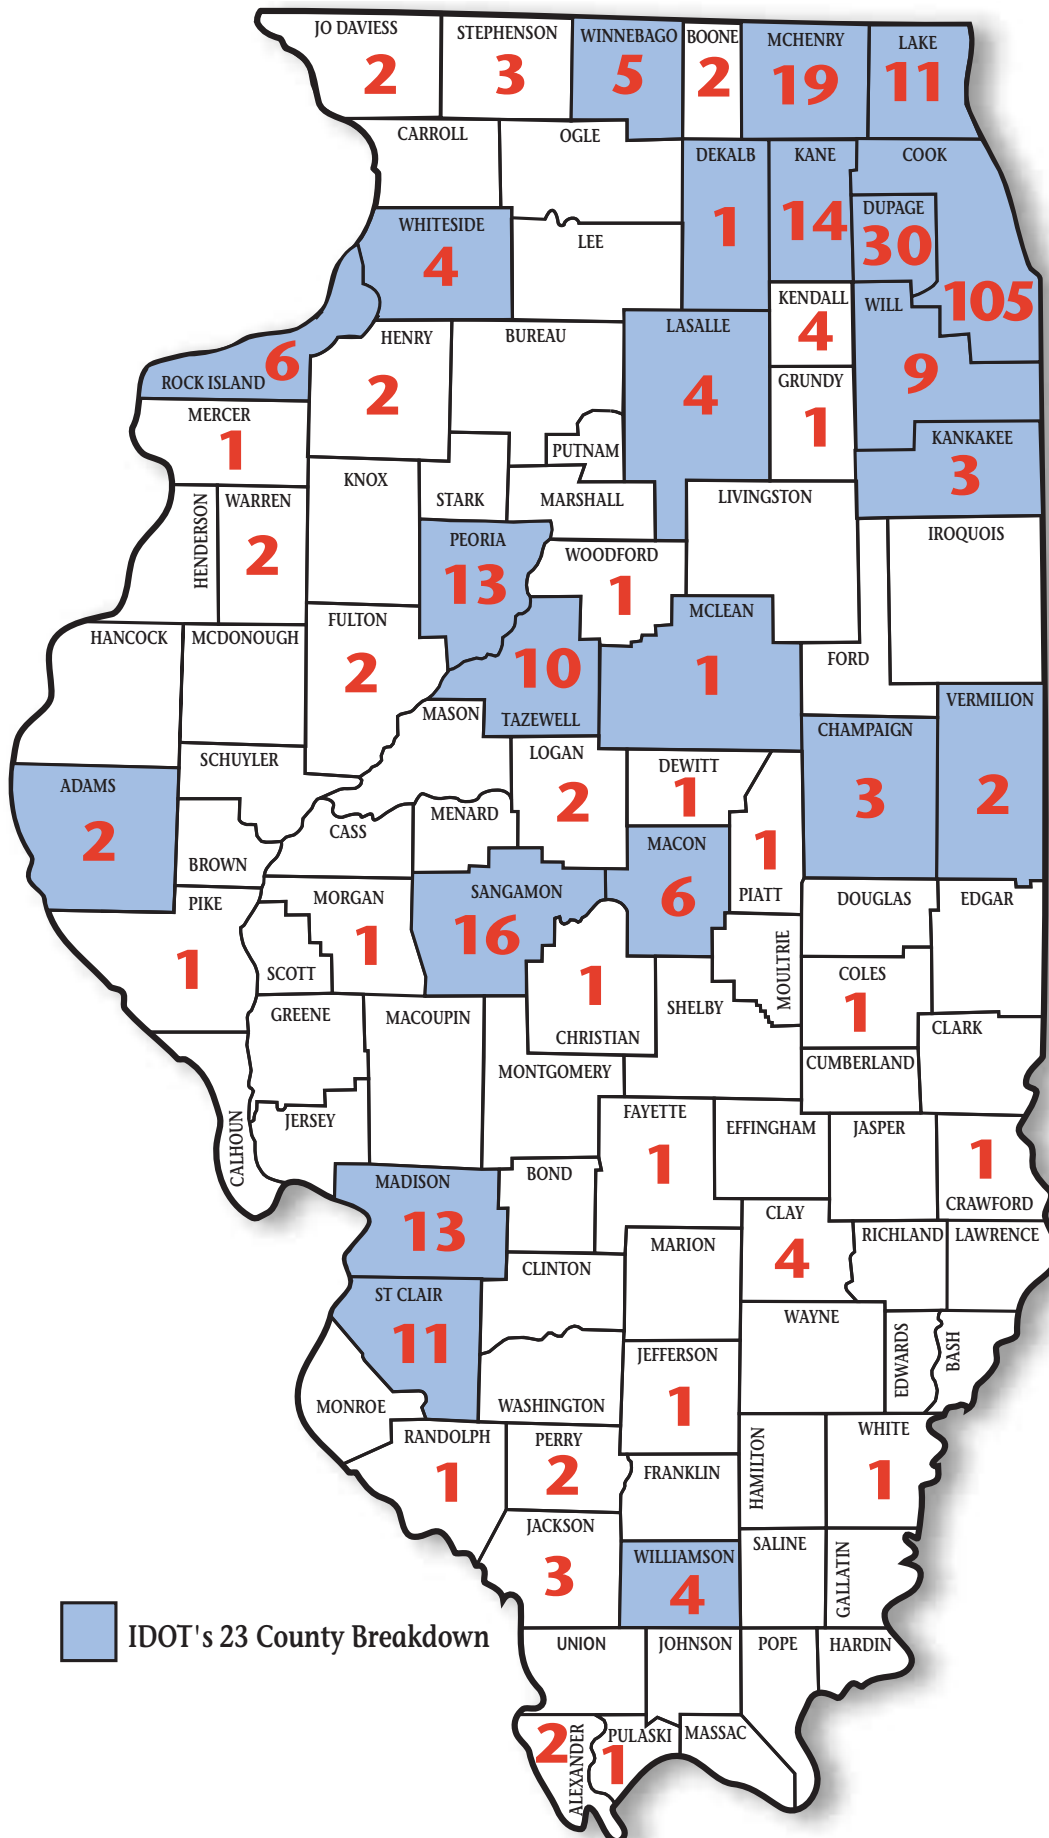 JO DAVIESS
2
STEPHENSON
3
WINNEBAGO
5
BOONE
2
MCHENRY
19
LAKE
11
CARROLL
OGLE
DEKALB
1
KANE
14
COOK
105
DUPAGE
30
WHITESIDE
4
LEE
KENDALL
4
WILL
9
ROCK ISLAND
6
HENRY
2
BUREAU
LASALLE
4
GRUNDY
1
MERCER
1
PUTNAM
KANKAKEE
3
HENDERSON
WARREN
2
KNOX
STARK
MARSHALL
LIVINGSTON
IROQUOIS
PEORIA
13
WOODFORD
1
MCLEAN
1
HANCOCK
MCDONOUGH
FULTON
2
10
TAZEWELL
FORD
MASON
VERMILION
2
CHAMPAIGN
3
SCHUYLER
LOGAN
2
DEWITT
1
ADAMS
2
CASS
MENARD
MACON
6
1
PIATT
BROWN
PIKE
1
MORGAN
1
SANGAMON
16
DOUGLAS
EDGAR
SCOTT
1
CHRISTIAN
MOULTRIE
COLES
1
GREENE
MACOUPIN
SHELBY
CLARK
MONTGOMERY
CUMBERLAND
CALHOUN
JERSEY
FAYETTE
1
EFFINGHAM
JASPER
1
CRAWFORD
MADISON
13
BOND
CLAY
4
RICHLAND
LAWRENCE
MARION
CLINTON
ST CLAIR
11
WAYNE
EDWARDS
BASH
MONROE
WASHINGTON
JEFFERSON
1
RANDOLPH
1
PERRY
2
FRANKLIN
HAMILTON
WHITE
1
JACKSON
3
WILLIAMSON
4
SALINE
GALLATIN
IDOT's 23 County Breakdown
UNION
JOHNSON
POPE
HARDIN
2
ALEXANDER
PULASKI
1
MASSAC